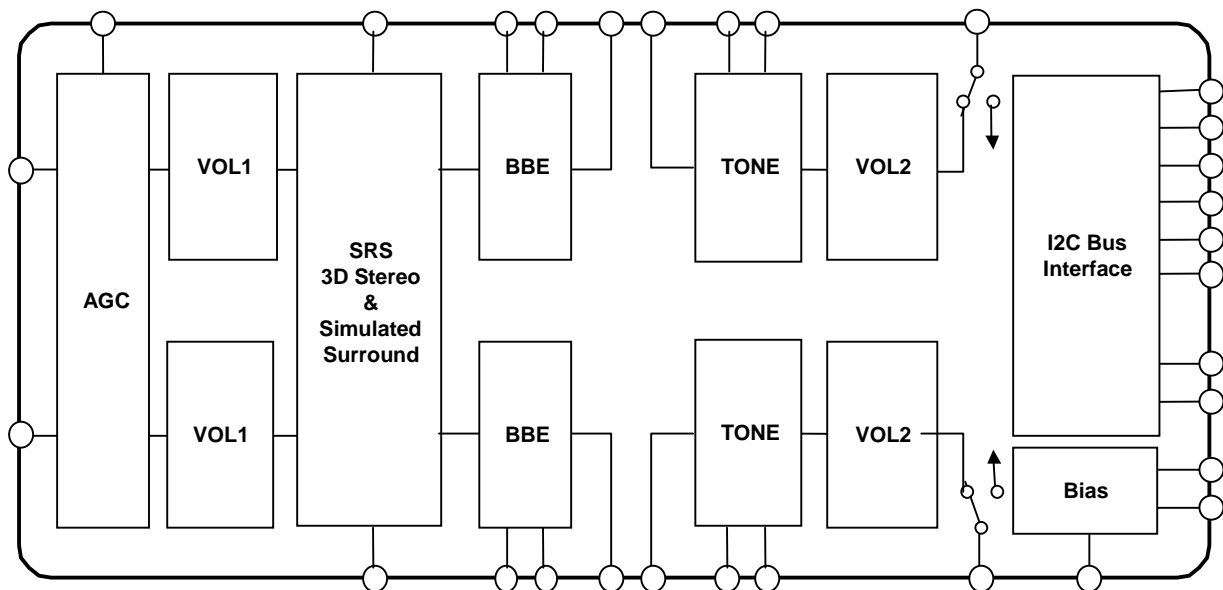 VOL1
BBE
TONE
VOL2
AGC
SRS
3D Stereo
&
Simulated
Surround
I2C Bus
Interface
VOL1
BBE
TONE
VOL2
Bias